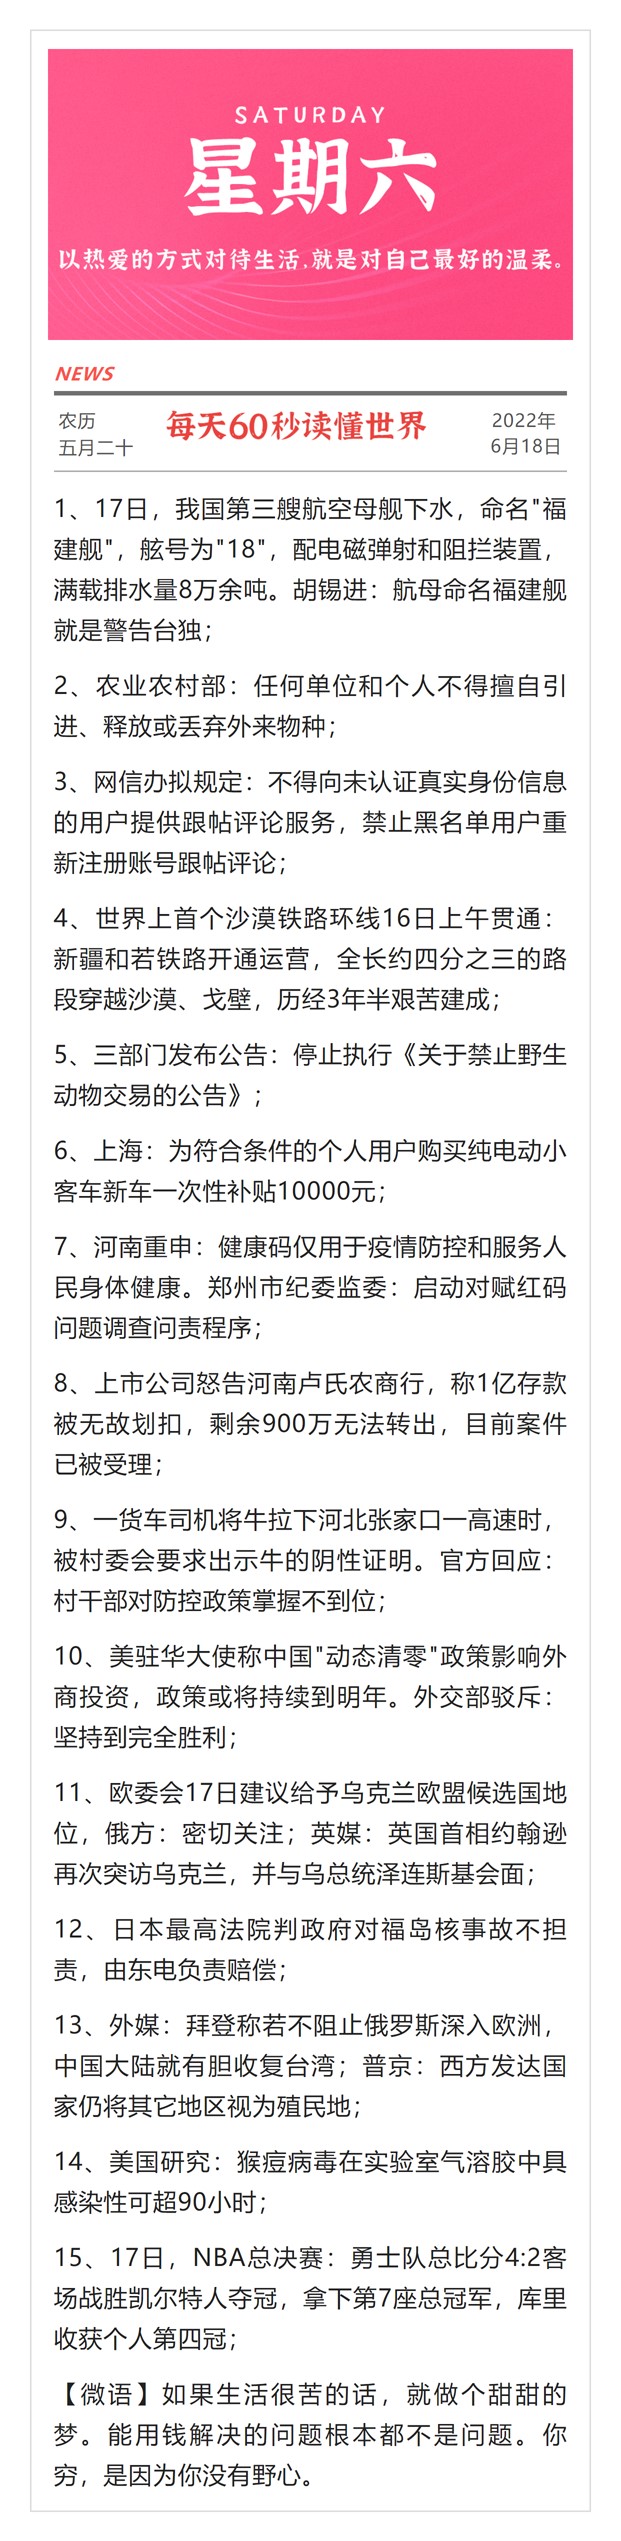 SATURDAY
星期六
以热爱的方式对待生活,就是对自己最好的温柔。
NEWS
农历
五月二十
每天60秒读懂世界
2022年
6月18日
1、17日，我国第三艘航空母舰下水，命名"福
建舰"，舷号为"18"，配电磁弹射和阻拦装置，
满载排水量8万余吨。胡锡进：航母命名福建舰
就是警告台独；
2、农业农村部：任何单位和个人不得擅自引
进、释放或丢弃外来物种；
3、网信办拟规定：不得向未认证真实身份信息
的用户提供跟帖评论服务，禁止黑名单用户重
新注册账号跟帖评论；
4、世界上首个沙漠铁路环线16日上午贯通：
新疆和若铁路开通运营，全长约四分之三的路
段穿越沙漠、戈壁，历经3年半艰苦建成；
5、三部门发布公告：停止执行《关于禁止野生
动物交易的公告》；
6、上海：为符合条件的个人用户购买纯电动小
客车新车一次性补贴10000元；
7、河南重申：健康码仅用于疫情防控和服务人
民身体健康。郑州市纪委监委：启动对赋红码
问题调查问责程序；
8、上市公司怒告河南卢氏农商行，称1亿存款
被无故划扣，剩余900万无法转出，目前案件
已被受理；
9、一货车司机将牛拉下河北张家口一高速时，
被村委会要求出示牛的阴性证明。官方回应：
村干部对防控政策掌握不到位；
10、美驻华大使称中国"动态清零"政策影响外
商投资，政策或将持续到明年。外交部驳斥：
坚持到完全胜利；
11、欧委会17日建议给予乌克兰欧盟候选国地
位，俄方：密切关注；英媒：英国首相约翰逊
再次突访乌克兰，并与乌总统泽连斯基会面；
12、日本最高法院判政府对福岛核事故不担
责，由东电负责赔偿；
13、外媒：拜登称若不阻止俄罗斯深入欧洲，
中国大陆就有胆收复台湾；普京：西方发达国
家仍将其它地区视为殖民地；
14、美国研究：猴痘病毒在实验室气溶胶中具
感染性可超90小时；
15、17日，NBA总决赛：勇士队总比分4:2客
场战胜凯尔特人夺冠，拿下第7座总冠军，库里
收获个人第四冠；
【微语】如果生活很苦的话，就做个甜甜的
梦。能用钱解决的问题根本都不是问题。你
穷，是因为你没有野心。